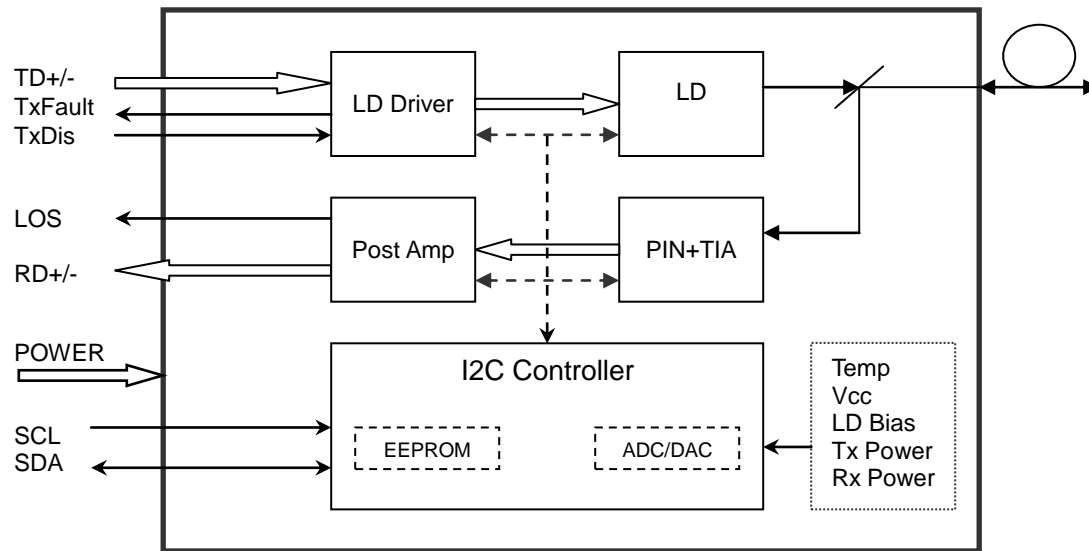 TD+/-
TxFault
TxDis
LD Driver
LD
LOS
RD+/-
Post Amp
PIN+TIA
POWER
SCL
SDA
I2C Controller
EEPROM
ADC/DAC
Temp
Vcc
LD Bias
Tx Power
Rx Power